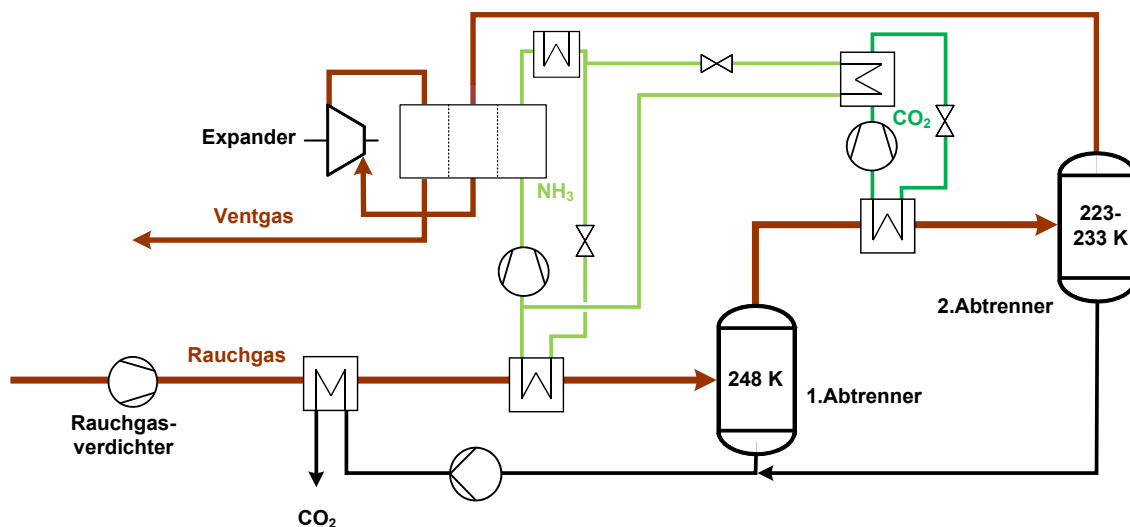 Expander
CO₂
NH₃
Ventgas
223-
233 K
2.Abtrenner
Rauchgas
248 K
1.Abtrenner
Rauchgas-
verdichter
CO₂